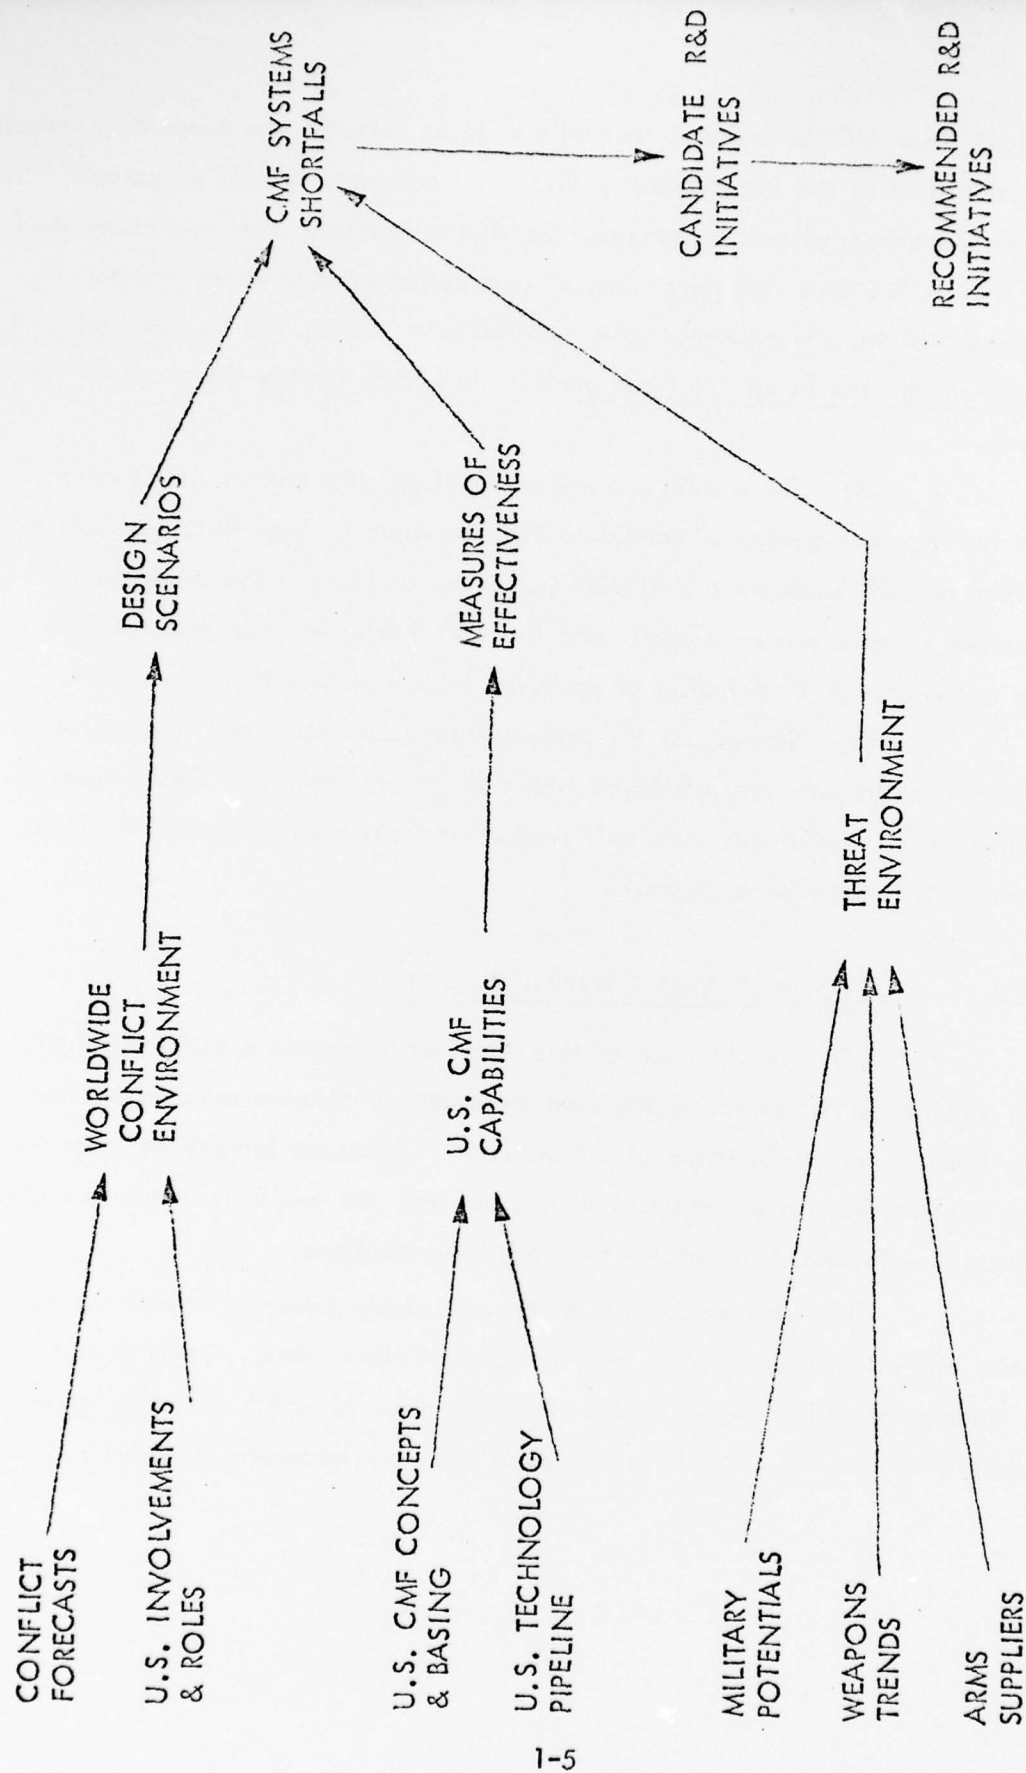 CONFLICT
FORECASTS
U.S. INVOLVEMENTS
& ROLES
WORLDWIDE
CONFLICT
ENVIRONMENT
DESIGN
SCENARIOS
CMF SYSTEMS
SHORTFALLS
U.S. CMF CONCEPTS
& BASING
U.S. TECHNOLOGY
PIPELINE
U.S. CMF
CAPABILITIES
MEASURES OF
EFFECTIVENESS
CANDIDATE R&D
INITIATIVES
MILITARY
POTENTIALS
WEAPONS
TRENDS
ARMS
SUPPLIERS
THREAT
ENVIRONMENT
RECOMMENDED R&D
INITIATIVES
1-5